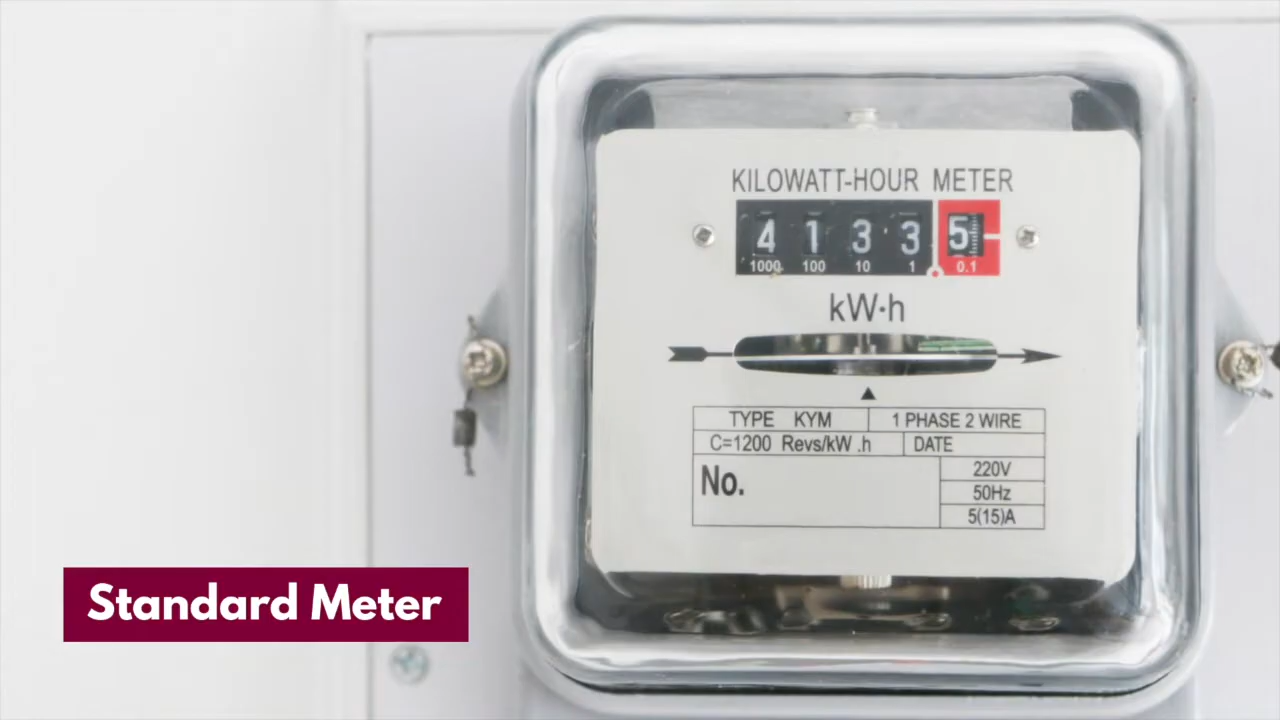 KILOWATT-HOUR METER
4 1 3 3 5
1000 100 10 1 0.1
kW·h
TYPE KYM 1 PHASE 2 WIRE
C=1200 Revs/kW .h DATE
No.
220V
50Hz
5(15)A
Standard Meter